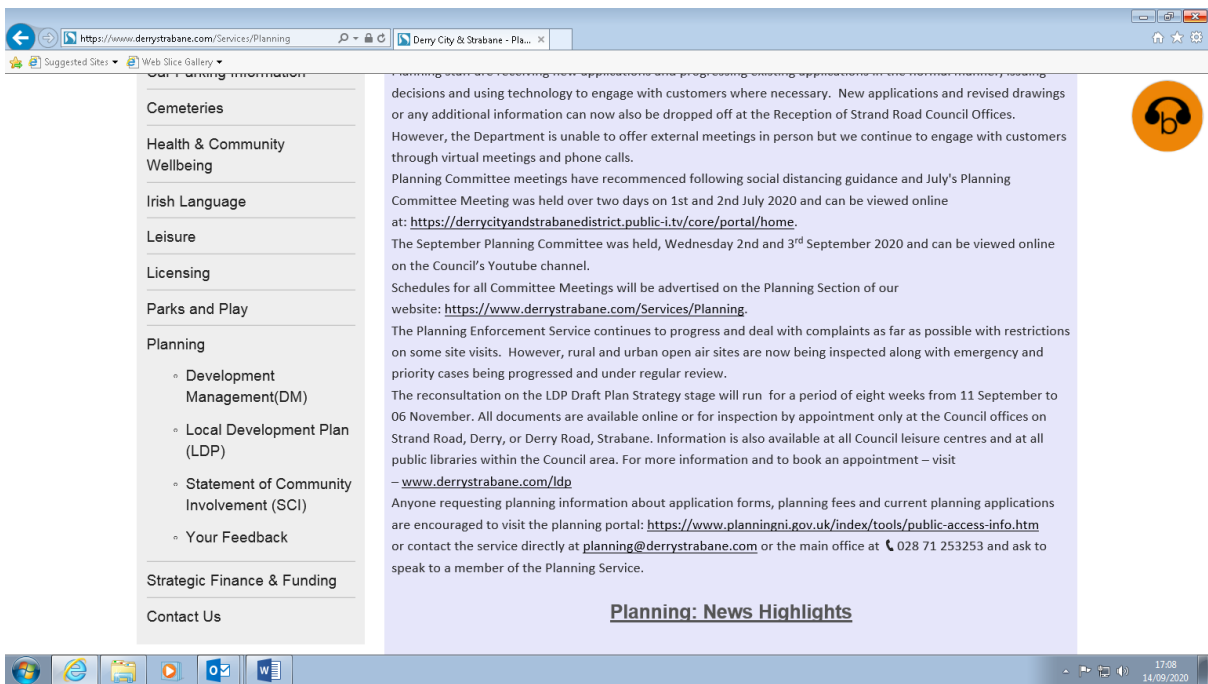 https://www.derrystrabane.com/Services/Planning
Derry City & Strabane - Pla...
Suggested Sites
Web Slice Gallery
Car Parking Information
Cemeteries
Health & Community
Wellbeing
Irish Language
Leisure
Licensing
Parks and Play
Planning
Development
Management(DM)
Local Development Plan
(LDP)
Statement of Community
Involvement (SCI)
Your Feedback
Strategic Finance & Funding
Contact Us
Planning staff are receiving new applications and progressing existing applications in the normal manner, issuing
decisions and using technology to engage with customers where necessary. New applications and revised drawings
or any additional information can now also be dropped off at the Reception of Strand Road Council Offices.
However, the Department is unable to offer external meetings in person but we continue to engage with customers
through virtual meetings and phone calls.
Planning Committee meetings have recommenced following social distancing guidance and July's Planning
Committee Meeting was held over two days on 1st and 2nd July 2020 and can be viewed online
at: https://derrycityandstrabanedistrict.public-i.tv/core/portal/home.
The September Planning Committee was held, Wednesday 2nd and 3rd September 2020 and can be viewed online
on the Council's Youtube channel.
Schedules for all Committee Meetings will be advertised on the Planning Section of our
website: https://www.derrystrabane.com/Services/Planning.
The Planning Enforcement Service continues to progress and deal with complaints as far as possible with restrictions
on some site visits. However, rural and urban open air sites are now being inspected along with emergency and
priority cases being progressed and under regular review.
The reconsultation on the LDP Draft Plan Strategy stage will run for a period of eight weeks from 11 September to
06 November. All documents are available online or for inspection by appointment only at the Council offices on
Strand Road, Derry, or Derry Road, Strabane. Information is also available at all Council leisure centres and at all
public libraries within the Council area. For more information and to book an appointment – visit
– www.derrystrabane.com/ldp
Anyone requesting planning information about application forms, planning fees and current planning applications
are encouraged to visit the planning portal: https://www.planningni.gov.uk/index/tools/public-access-info.htm
or contact the service directly at planning@derrystrabane.com or the main office at 028 71 253253 and ask to
speak to a member of the Planning Service.
Planning: News Highlights
b
17:08
14/09/2020